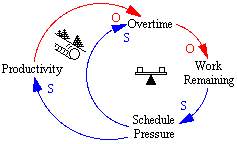 O
Overtime
S
O
Productivity
Work
Remaining
S
S
Schedule
Pressure